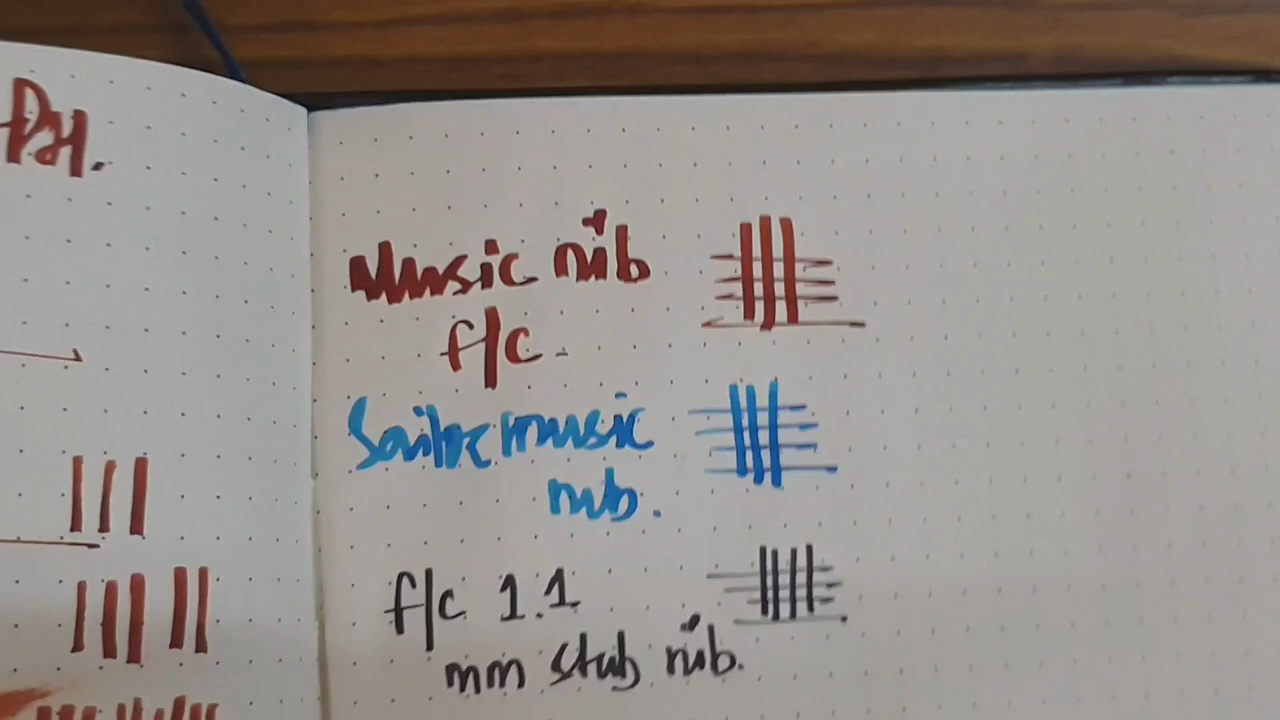 Music nib
f/c.
Sailor music
nib.
f/c 1.1
mm stub nib.